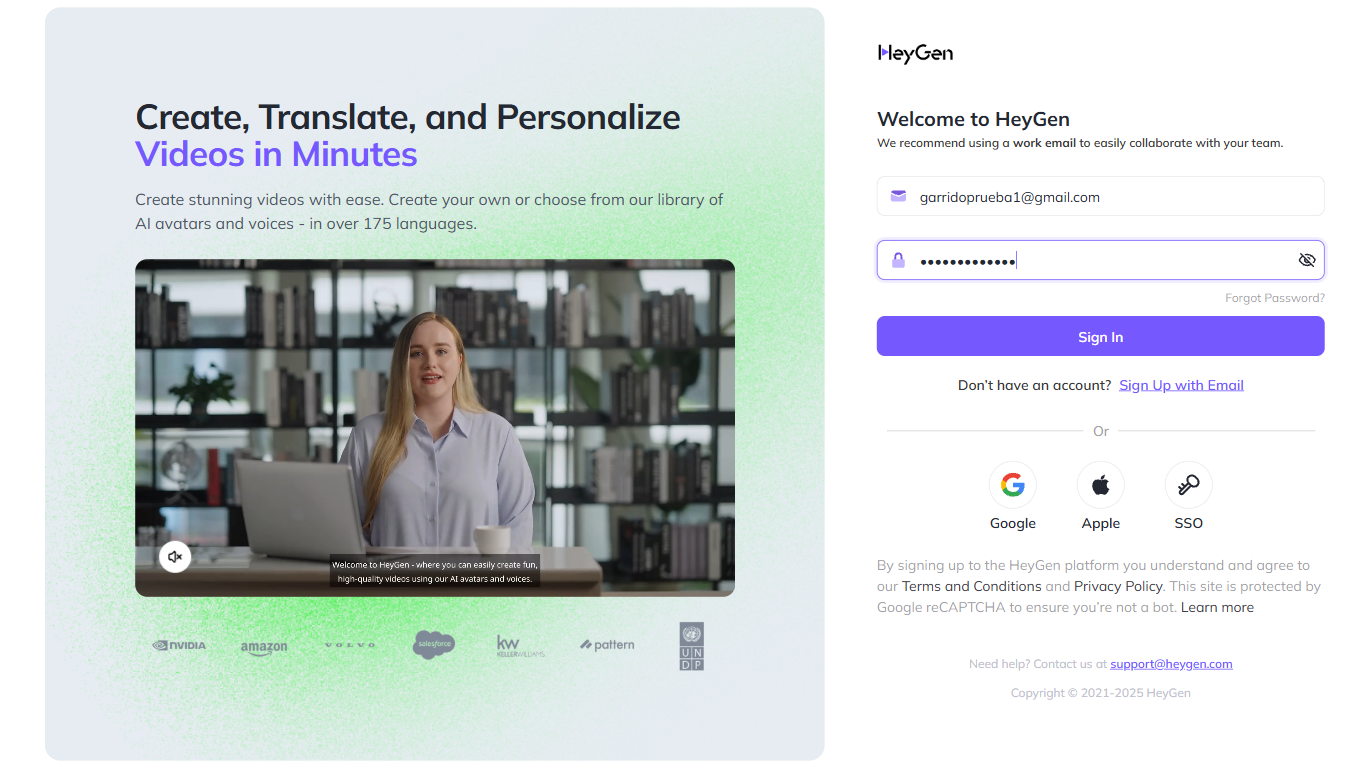 Create, Translate, and Personalize
Videos in Minutes
Create stunning videos with ease. Create your own or choose from our library of
AI avatars and voices - in over 175 languages.
Welcome to HeyGen - where you can easily create fun,
high-quality videos using our AI avatars and voices.
NVIDIA
amazon
VOLVO
salesforce
kw
KELLERWILLIAMS.
pattern
UN
DP
HeyGen
Welcome to HeyGen
We recommend using a work email to easily collaborate with your team.
garridoprueba1@gmail.com
•••••••••••••
Forgot Password?
Sign In
Don't have an account? Sign Up with Email
Or
Google
Apple
SSO
By signing up to the HeyGen platform you understand and agree to
our Terms and Conditions and Privacy Policy. This site is protected by
Google reCAPTCHA to ensure you're not a bot. Learn more
Need help? Contact us at support@heygen.com
Copyright © 2021-2025 HeyGen